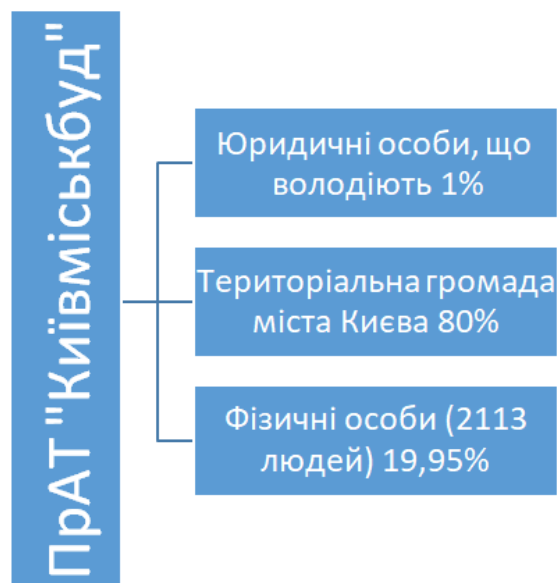 ПрАТ "Київміськбуд"
Юридичні особи, що
володіють 1%
Територіальна громада
міста Києва 80%
Фізичні особи (2113
людей) 19,95%